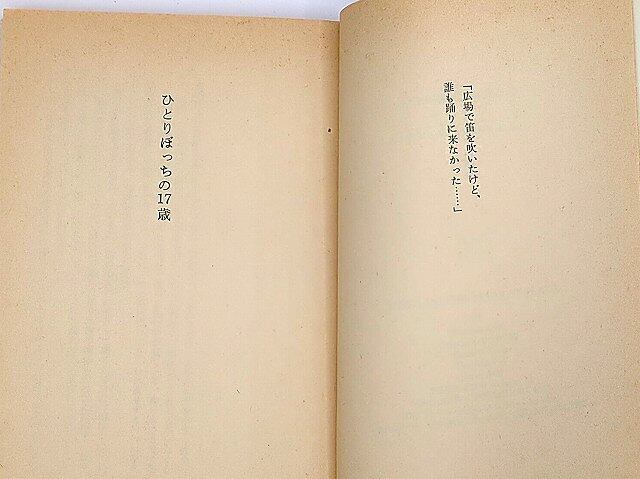 「広場で笛を吹いたけど、
誰も踊りに来なかった……」
ひとりぼっちの17歳